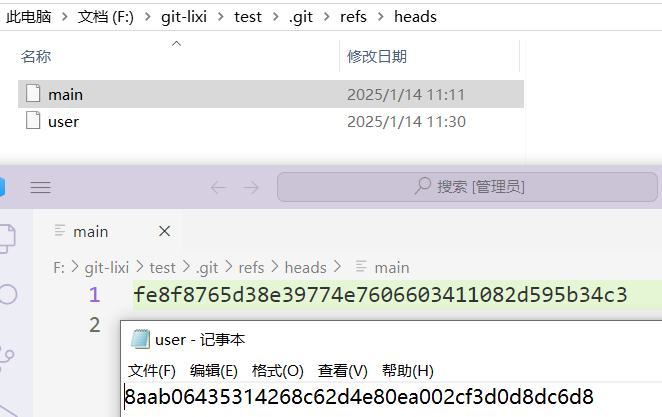 此电脑 > 文档 (F:) > git-lixi > test > .git > refs > heads
名称 修改日期
main 2025/1/14 11:11
user 2025/1/14 11:30
搜索 [管理员]
main
F: > git-lixi > test > .git > refs > heads > main
1 fe8f8765d38e39774e7606603411082d595b34c3
2
user - 记事本
文件(F) 编辑(E) 格式(O) 查看(V) 帮助(H)
8aab06435314268c62d4e80ea002cf3d0d8dc6d8